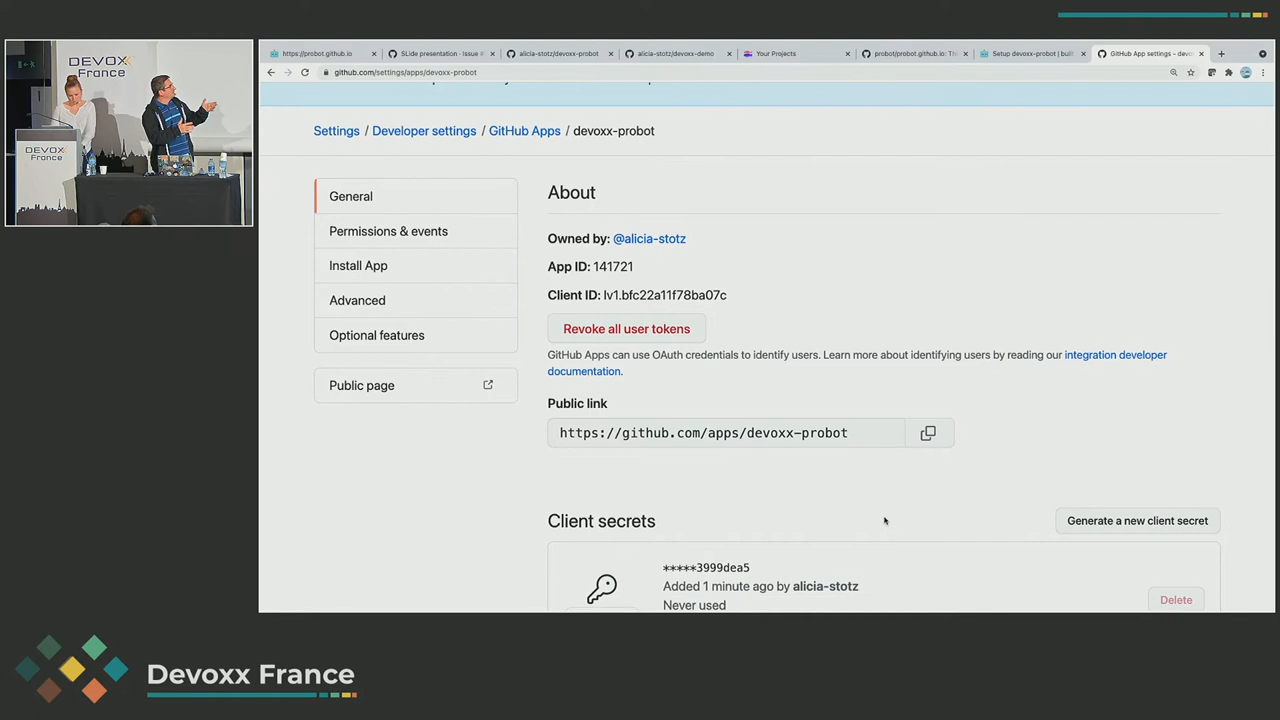 DEVOXX
France
DEVOXX
France
https://probot.github.io
SLide presentation · Issue #
alicia-stotz/devoxx-probot
alicia-stotz/devoxx-demo
Your Projects
probot/probot.github.io: Th
Setup devoxx-probot | buil
GitHub App settings - devo
github.com/settings/apps/devoxx-probot
Settings / Developer settings / GitHub Apps / devoxx-probot
General
Permissions & events
Install App
Advanced
Optional features
Public page
About
Owned by: @alicia-stotz
App ID: 141721
Client ID: Iv1.bfc22a11f78ba07c
Revoke all user tokens
GitHub Apps can use OAuth credentials to identify users. Learn more about identifying users by reading our integration developer
documentation.
Public link
https://github.com/apps/devoxx-probot
Client secrets
Generate a new client secret
*****3999dea5
Added 1 minute ago by alicia-stotz
Never used
Delete
Devoxx France